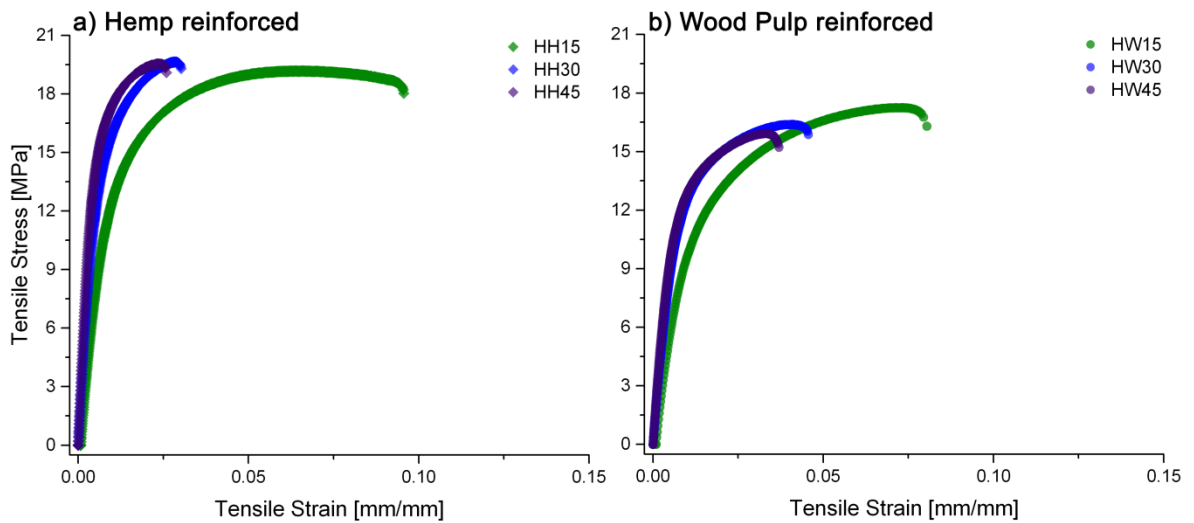 a) Hemp reinforced
21
18
15
12
9
6
3
0
Tensile Stress [MPa]
HH15
HH30
HH45
0.00
0.05
0.10
0.15
Tensile Strain [mm/mm]
b) Wood Pulp reinforced
21
18
15
12
9
6
3
0
HW15
HW30
HW45
0.00
0.05
0.10
0.15
Tensile Strain [mm/mm]